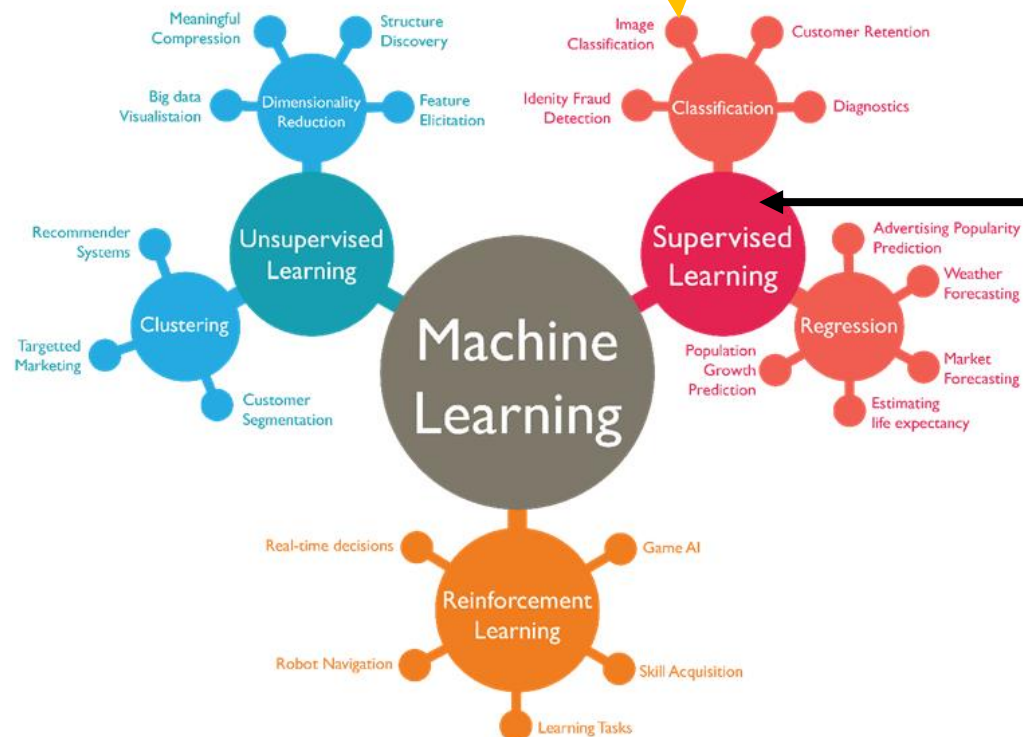 Meaningful
Compression
Structure
Discovery
Big data
Visualistaion
Dimensionality
Reduction
Feature
Elicitation
Image
Classification
Customer Retention
Idenity Fraud
Detection
Classification
Diagnostics
Recommender
Systems
Unsupervised
Learning
Clustering
Targetted
Marketing
Customer
Segmentation
Supervised
Learning
Advertising Popularity
Prediction
Weather
Forecasting
Regression
Population
Growth
Prediction
Market
Forecasting
Estimating
life expectancy
Machine
Learning
Real-time decisions
Game AI
Reinforcement
Learning
Robot Navigation
Skill Acquisition
Learning Tasks